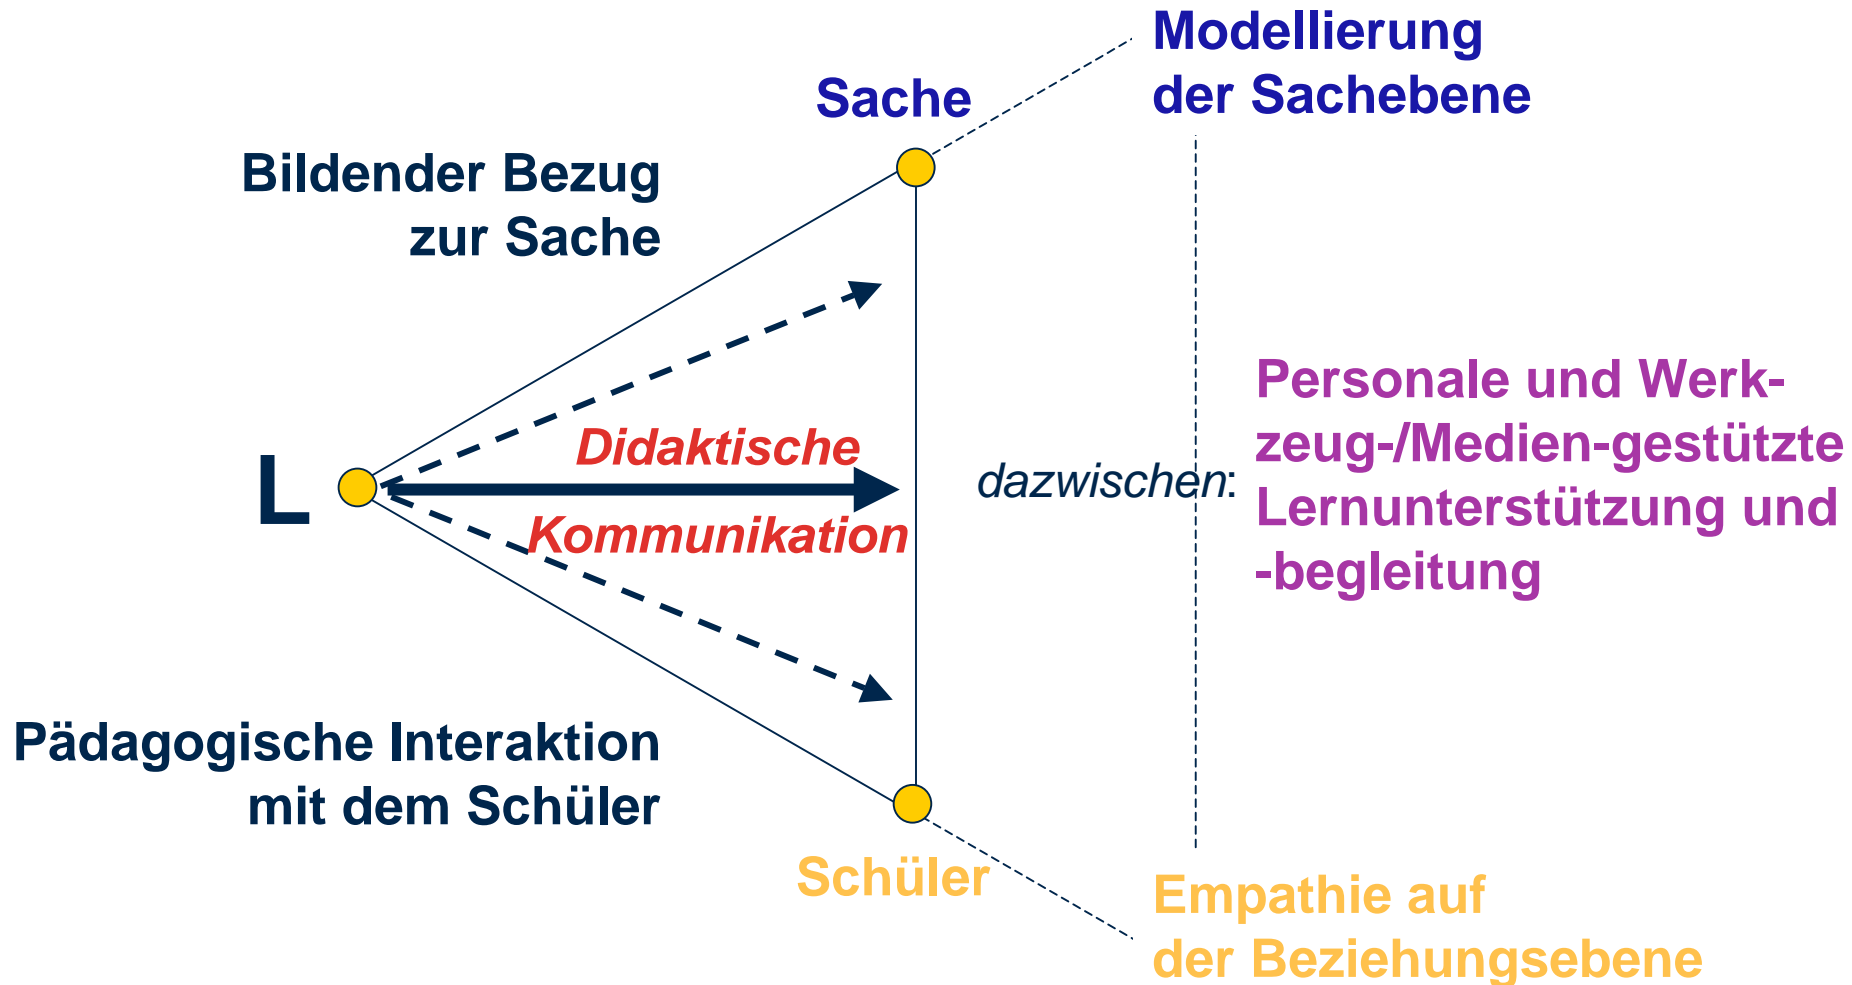 Modellierung
der Sachebene
Sache
Bildender Bezug
zur Sache
Personale und Werk-
zeug-/Medien-gestützte
Lernunterstützung und
-begleitung
dazwischen:
Didaktische
Kommunikation
L
Pädagogische Interaktion
mit dem Schüler
Schüler
Empathie auf
der Beziehungsebene